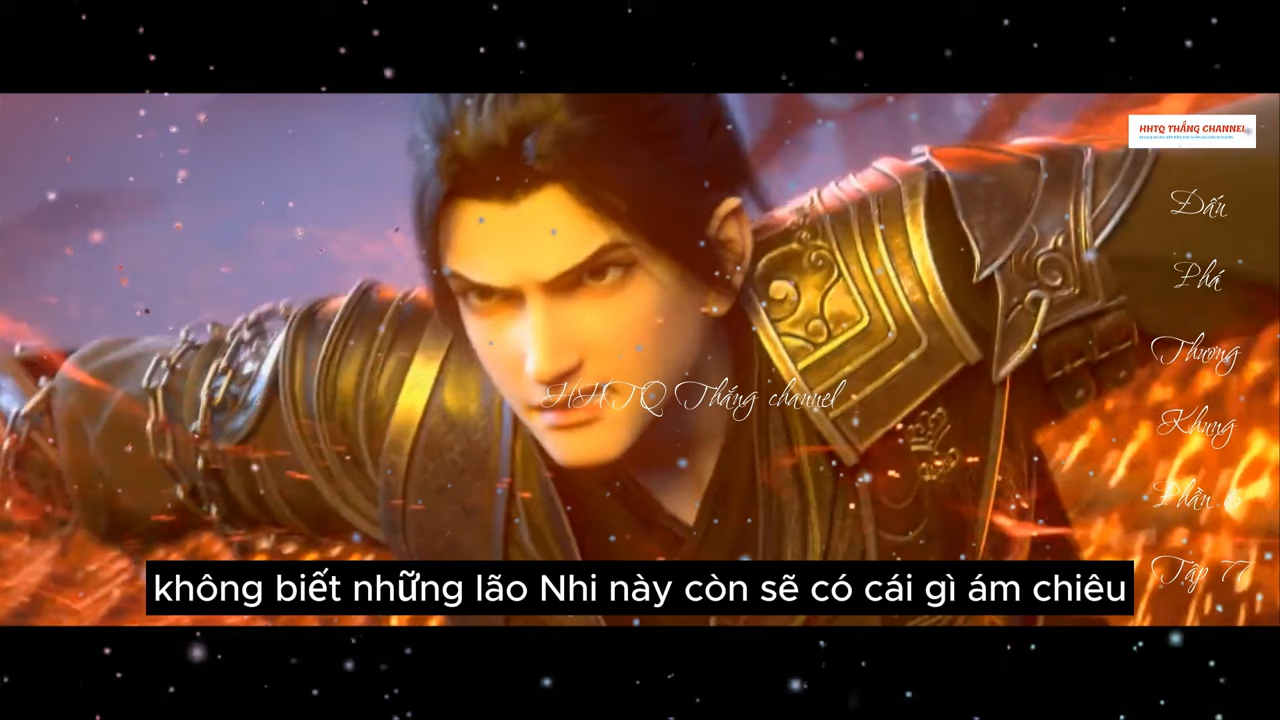 HHTQ THẮNG CHANNEL
Đấu
Phá
Thương
Khung
HHTQ Thắng channel
Phần
Tập 77
không biết những lão Nhi này còn sẽ có cái gì ám chiêu